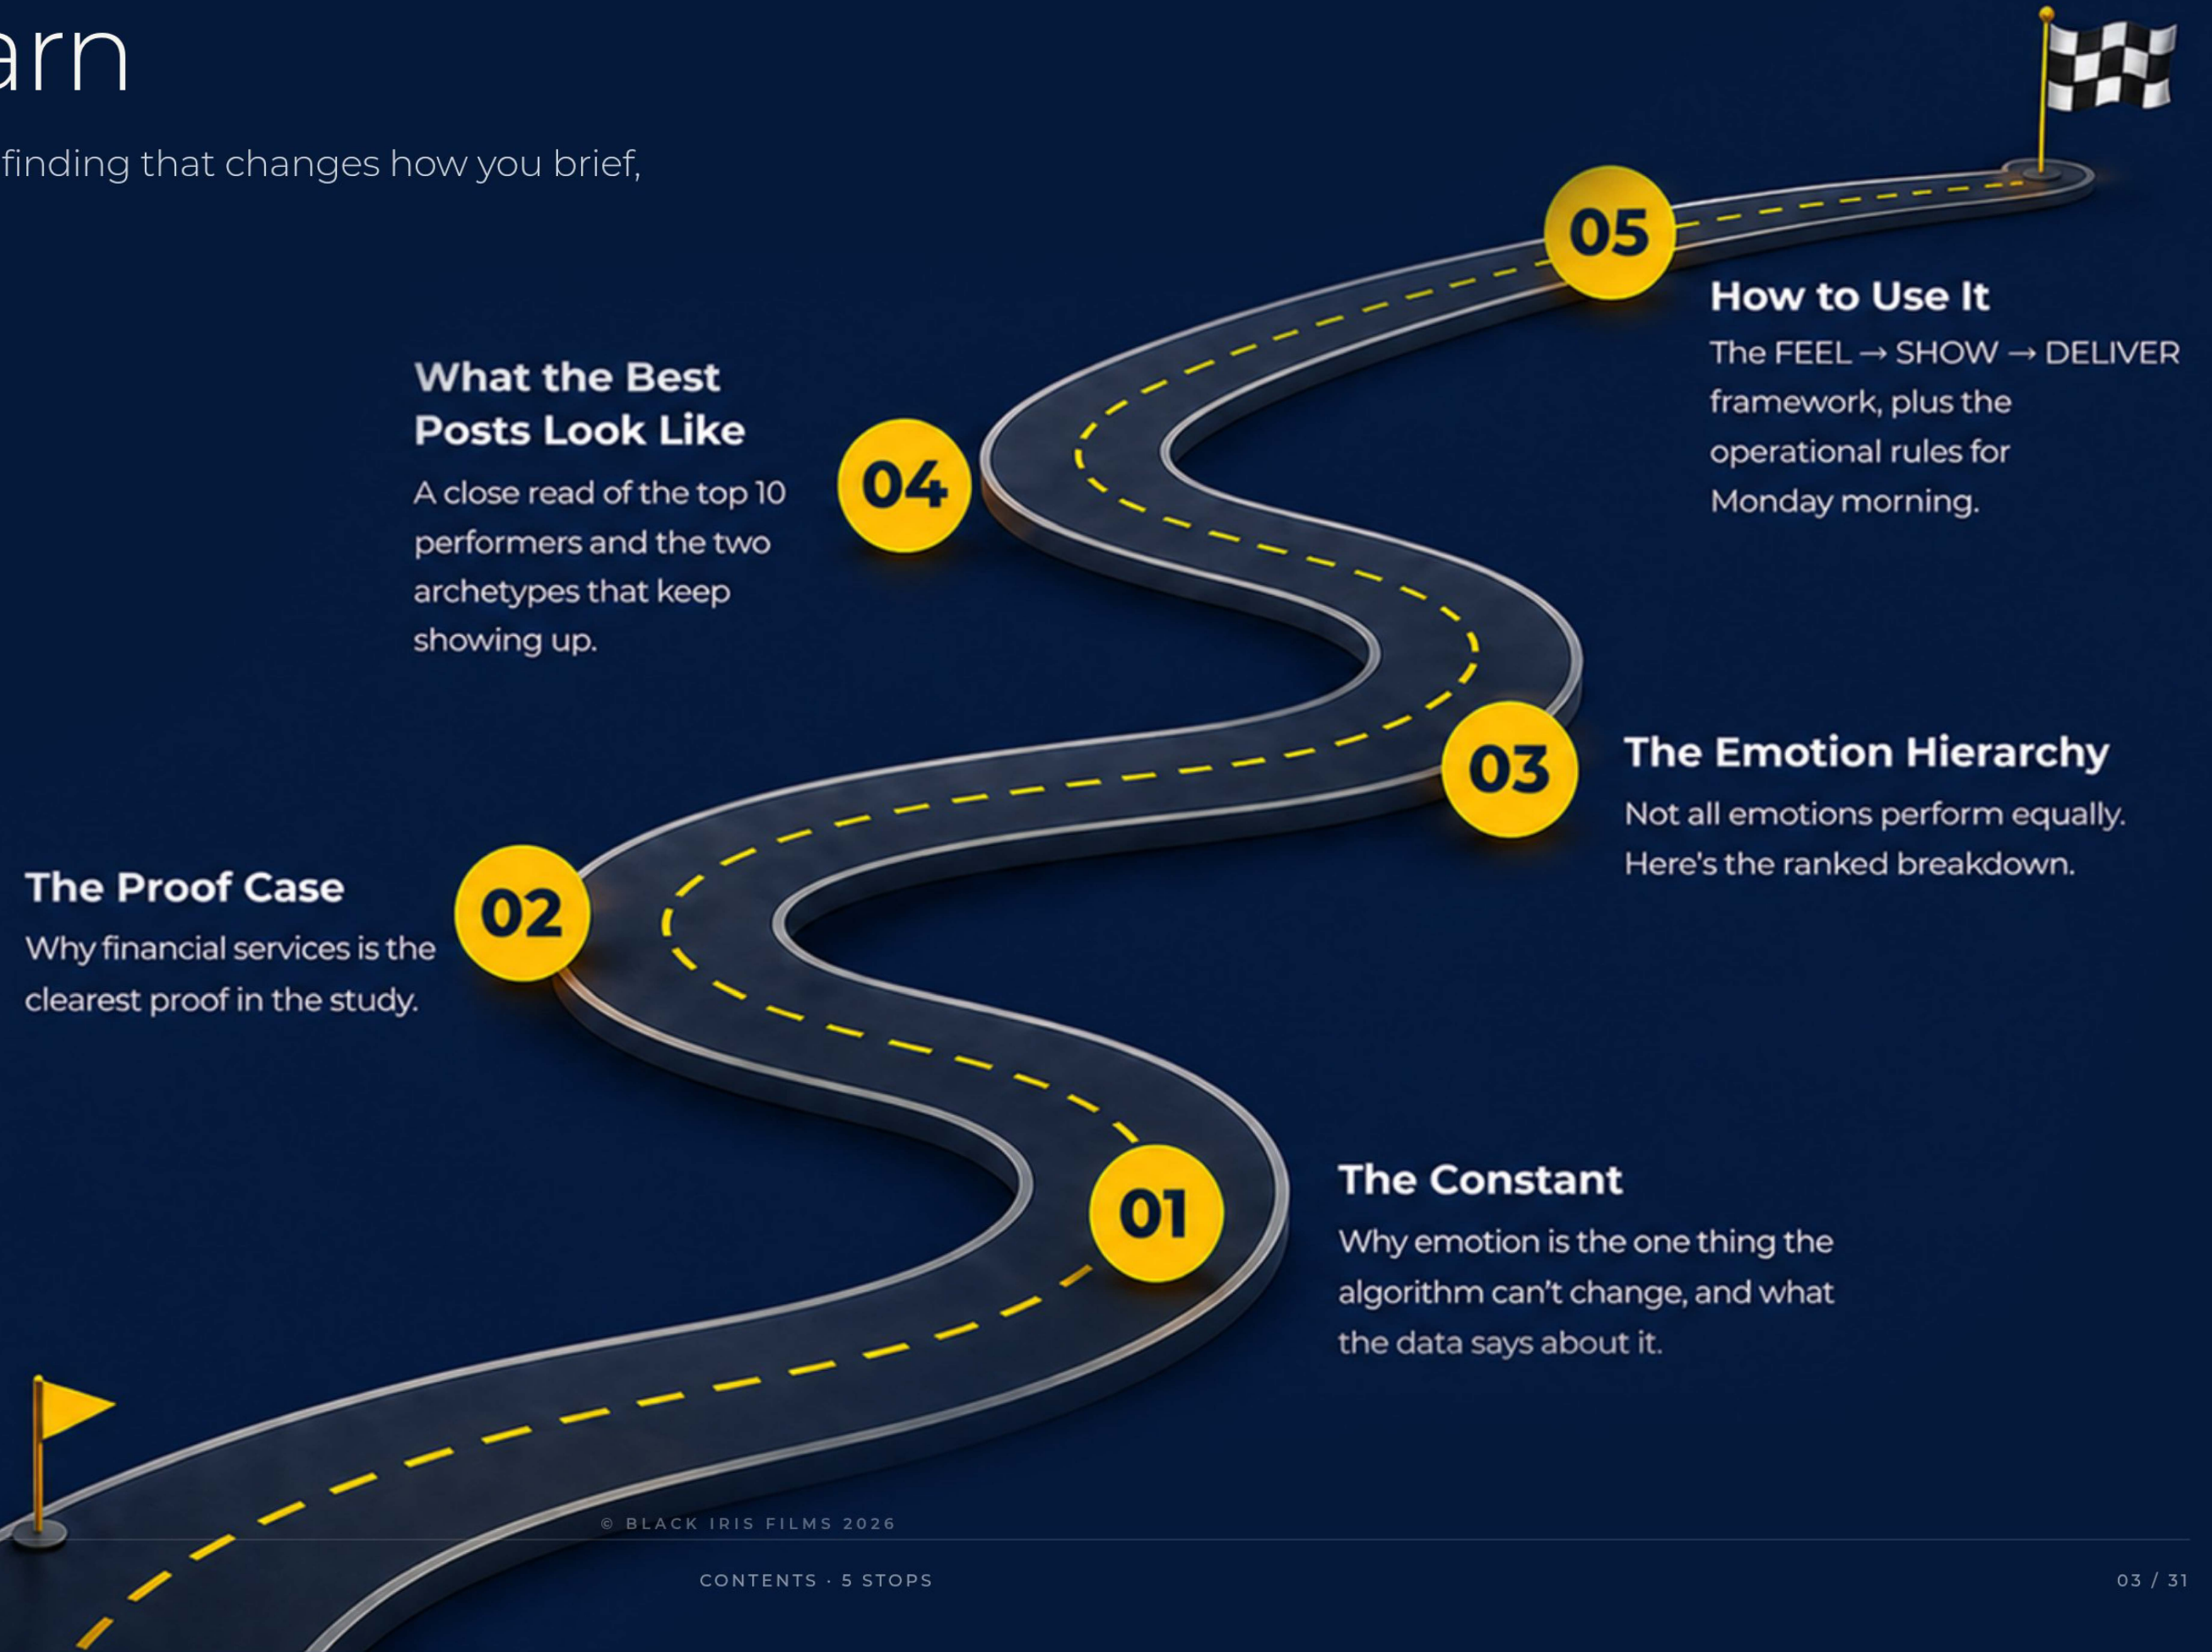 arn
finding that changes how you brief,
05
How to Use It
The FEEL → SHOW → DELIVER
framework, plus the
operational rules for
Monday morning.
What the Best
Posts Look Like
A close read of the top 10
performers and the two
archetypes that keep
showing up.
04
03
The Emotion Hierarchy
Not all emotions perform equally.
Here's the ranked breakdown.
The Proof Case
Why financial services is the
clearest proof in the study.
02
01
The Constant
Why emotion is the one thing the
algorithm can't change, and what
the data says about it.
© BLACK IRIS FILMS 2026
CONTENTS · 5 STOPS
03 / 31